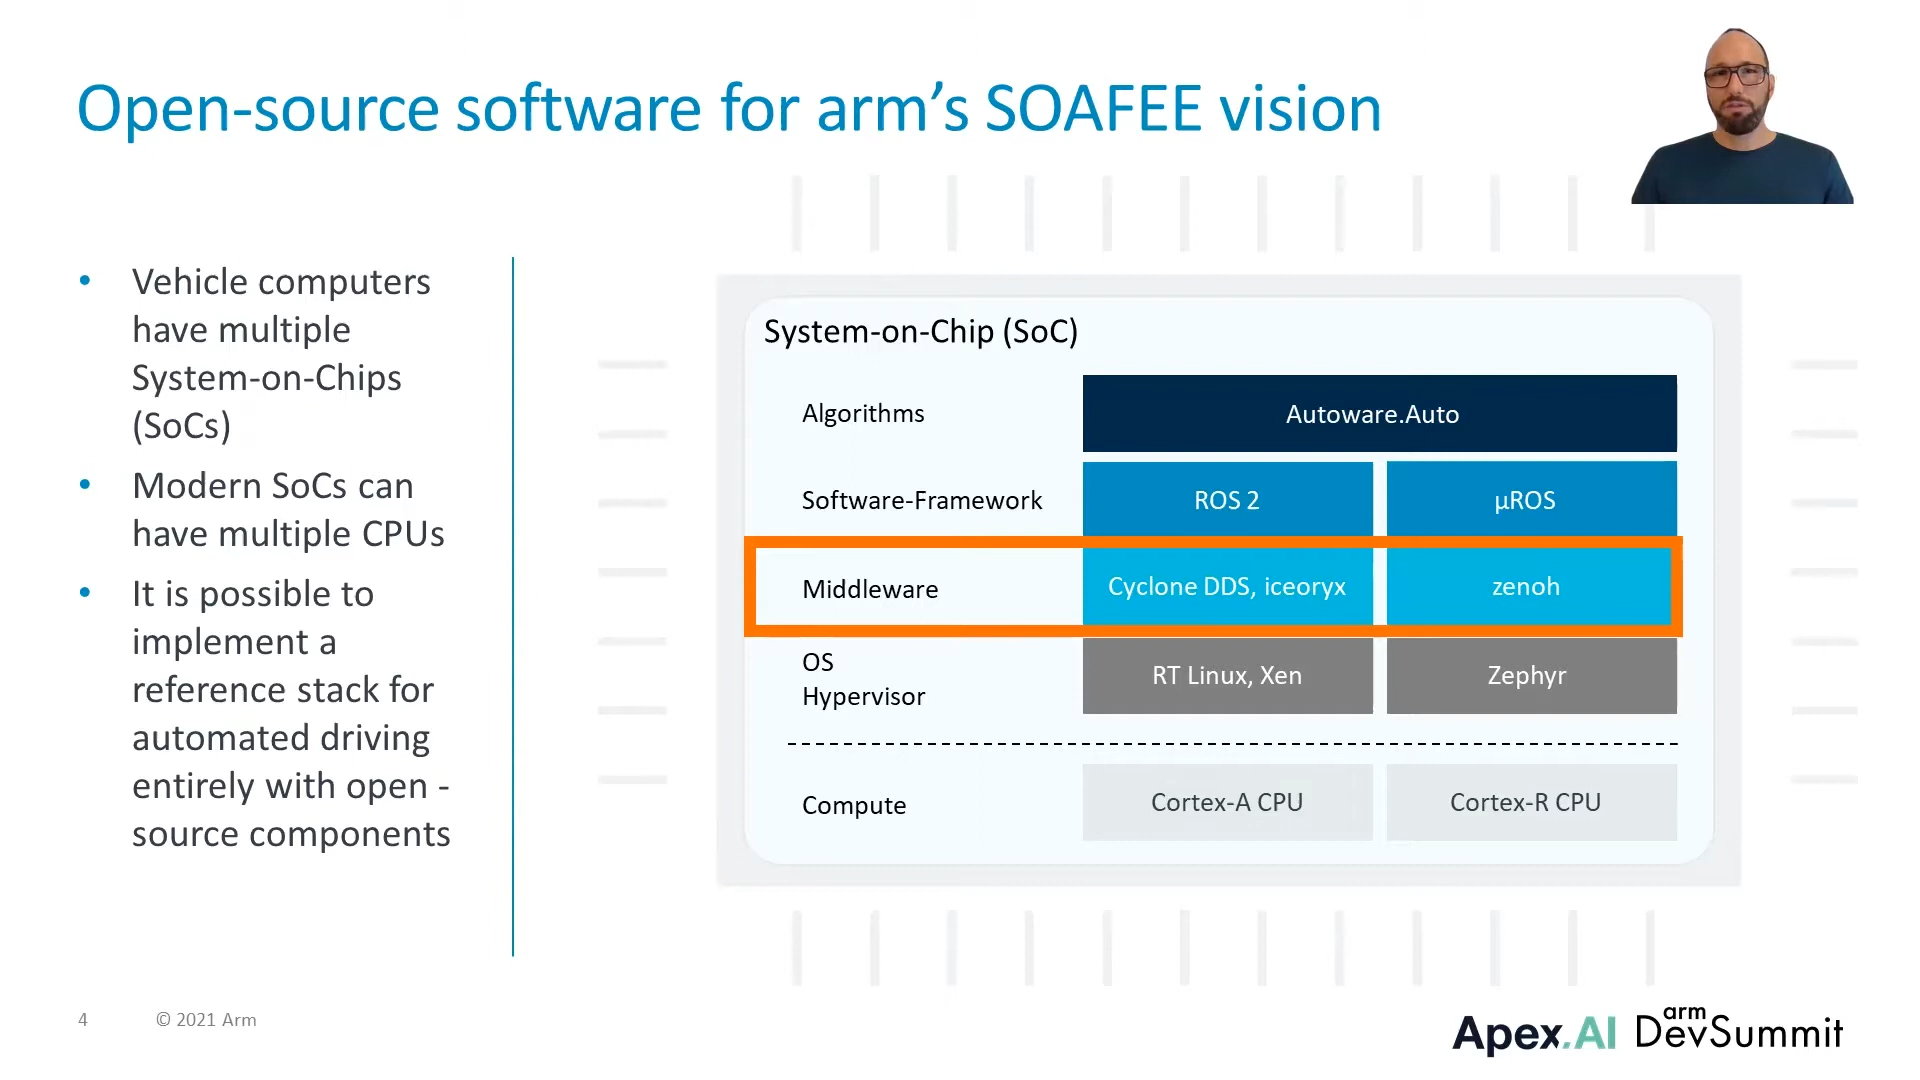 Open-source software for arm’s SOAFEE vision
• Vehicle computers
have multiple
System-on-Chips
(SoCs)
• Modern SoCs can
have multiple CPUs
• It is possible to
implement a
reference stack for
automated driving
entirely with open -
source components
System-on-Chip (SoC)
Algorithms Autoware.Auto
Software-Framework ROS 2 µROS
Middleware Cyclone DDS, iceoryx zenoh
OS
Hypervisor RT Linux, Xen Zephyr
Compute Cortex-A CPU Cortex-R CPU
4 © 2021 Arm
Apex.AI
arm
DevSummit